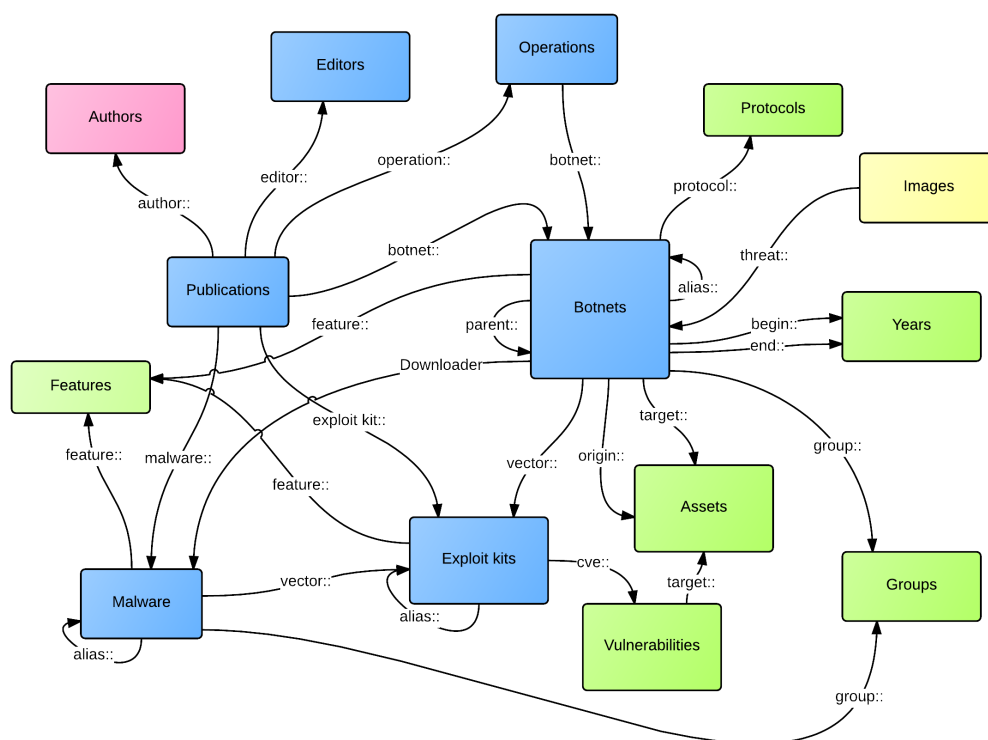 Operations
Editors
Authors
Protocols
operation::
botnet::
editor::
protocol::
Images
author::
botnet::
threat::
Publications
alias::
Botnets
feature::
parent::
begin::
Years
end::
Downloader
Features
exploit kit::
target::
feature::
malware::
origin::
vector::
group::
feature::
Assets
Exploit kits
cve::
vector::
target::
Groups
Malware
alias::
Vulnerabilities
alias::
group::